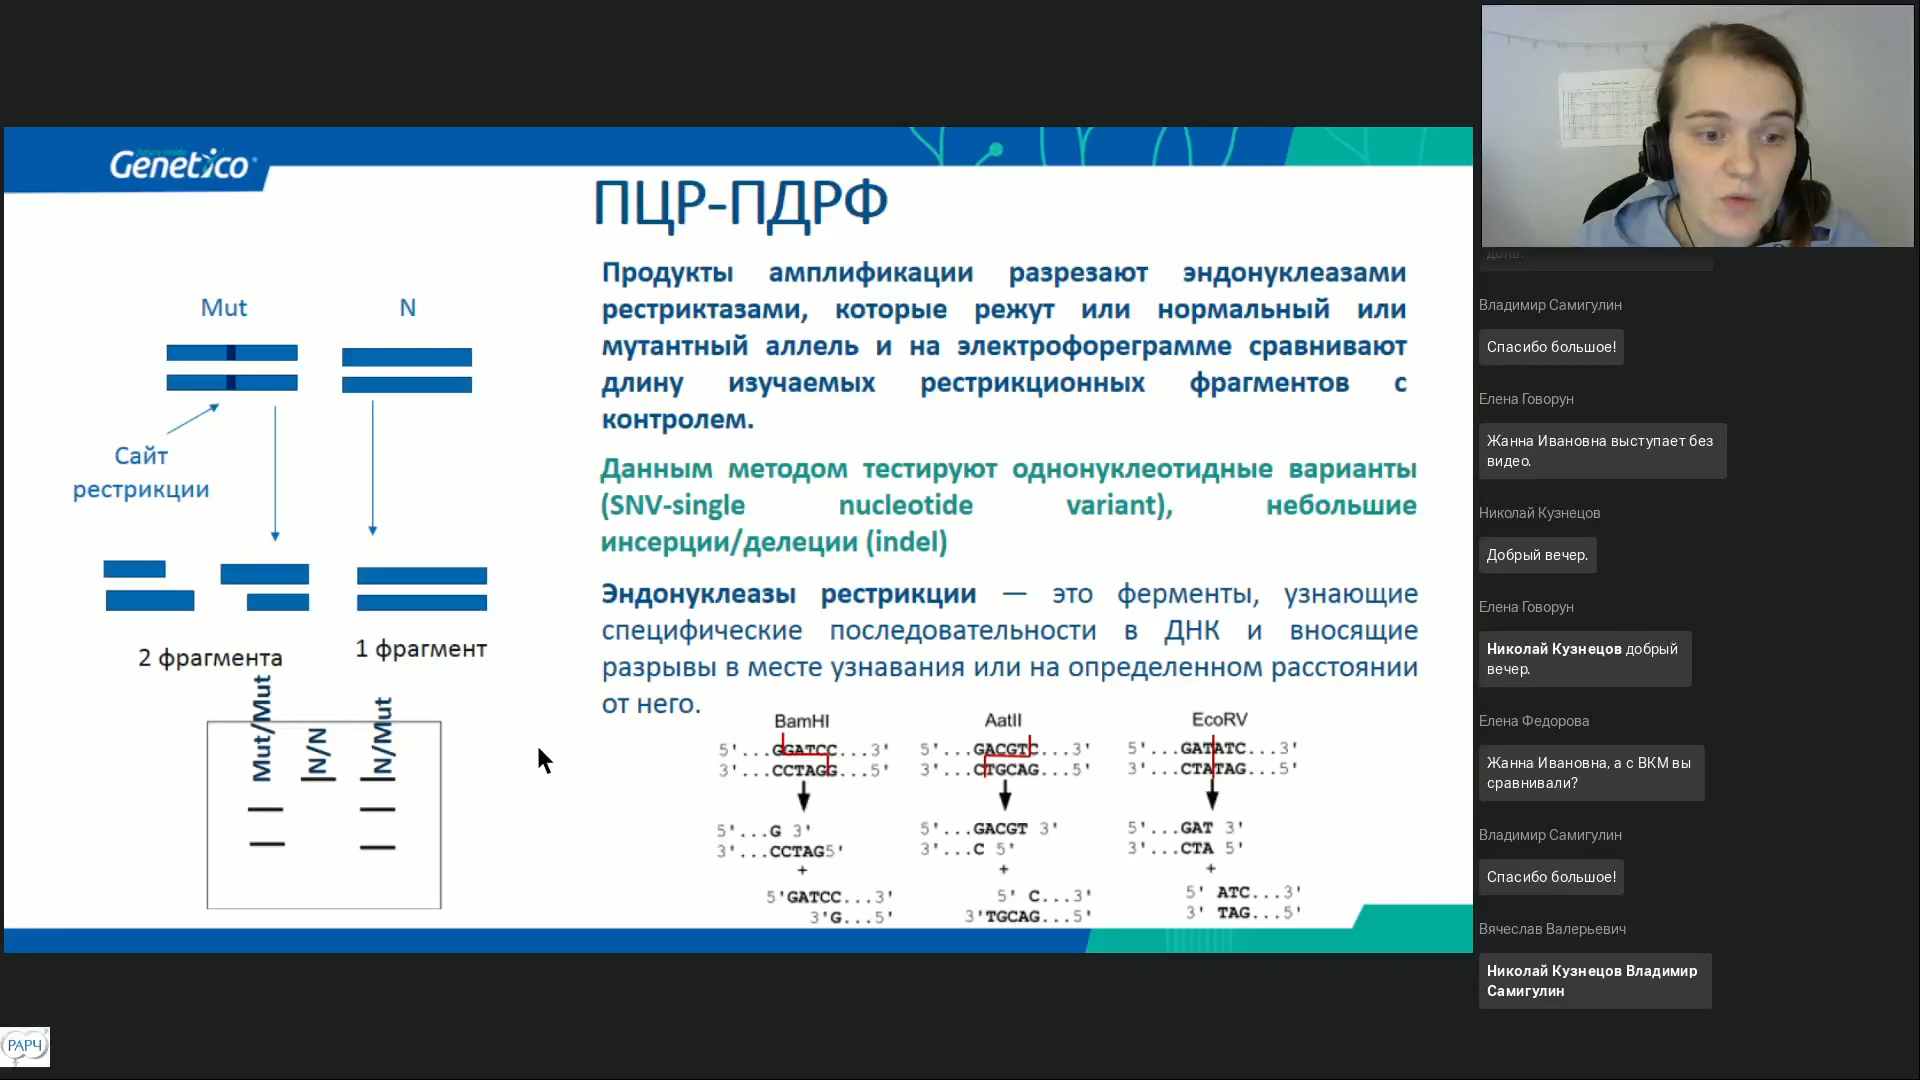 Genetico
ПЦР-ПДРФ
Mut
N
Сайт
рестрикции
2 фрагмента
1 фрагмент
Mut/Mut
N/N
N/Mut
Продукты амплификации разрезают эндонуклеазами
рестриктазами, которые режут или нормальный или
мутантный аллель и на электрофореграмме сравнивают
длину изучаемых рестрикционных фрагментов с
контролем.
Данным методом тестируют однонуклеотидные варианты
(SNV-single nucleotide variant), небольшие
инсерции/делеции (indel)
Эндонуклеазы рестрикции — это ферменты, узнающие
специфические последовательности в ДНК и вносящие
разрывы в месте узнавания или на определенном расстоянии
от него.
BamHI
5'...GGATCC...3'
3'...CCTAGG...5'
5'...G 3'
3'...CCTAG5'
+
5'GATCC...3'
3'G...5'
AatII
5'...GACGTC...3'
3'...CTGCAG...5'
5'...GACGT 3'
3'...C 5'
+
5' C...3'
3'TGCAG...5'
EcoRV
5'...GATATC...3'
3'...CTATAG...5'
5'...GAT 3'
3'...CTA 5'
+
5' ATC...3'
3' TAG...5'
день.
Владимир Самигулин
Спасибо большое!
Елена Говорун
Жанна Ивановна выступает без
видео.
Николай Кузнецов
Добрый вечер.
Елена Говорун
Николай Кузнецов добрый
вечер.
Елена Федорова
Жанна Ивановна, а с ВКМ вы
сравнивали?
Владимир Самигулин
Спасибо большое!
Вячеслав Валерьевич
Николай Кузнецов Владимир
Самигулин
РАРЧ